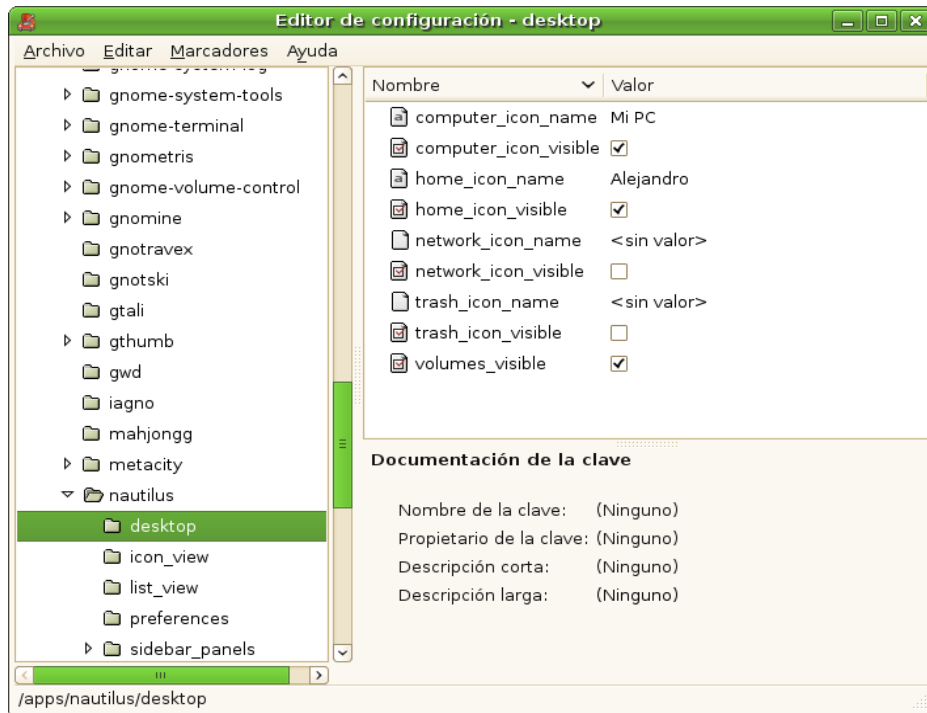 Editor de configuración - desktop
Archivo Editar Marcadores Ayuda
gnome-system-log
gnome-system-tools
gnome-terminal
gnometris
gnome-volume-control
gnomine
gnotravex
gnotski
gtali
gthumb
gwd
iagno
mahjongg
metacity
nautilus
desktop
icon_view
list_view
preferences
sidebar_panels
Nombre Valor
computer_icon_name Mi PC
computer_icon_visible
home_icon_name Alejandro
home_icon_visible
network_icon_name <sin valor>
network_icon_visible
trash_icon_name <sin valor>
trash_icon_visible
volumes_visible
Documentación de la clave
Nombre de la clave: (Ninguno)
Propietario de la clave: (Ninguno)
Descripción corta: (Ninguno)
Descripción larga: (Ninguno)
/apps/nautilus/desktop